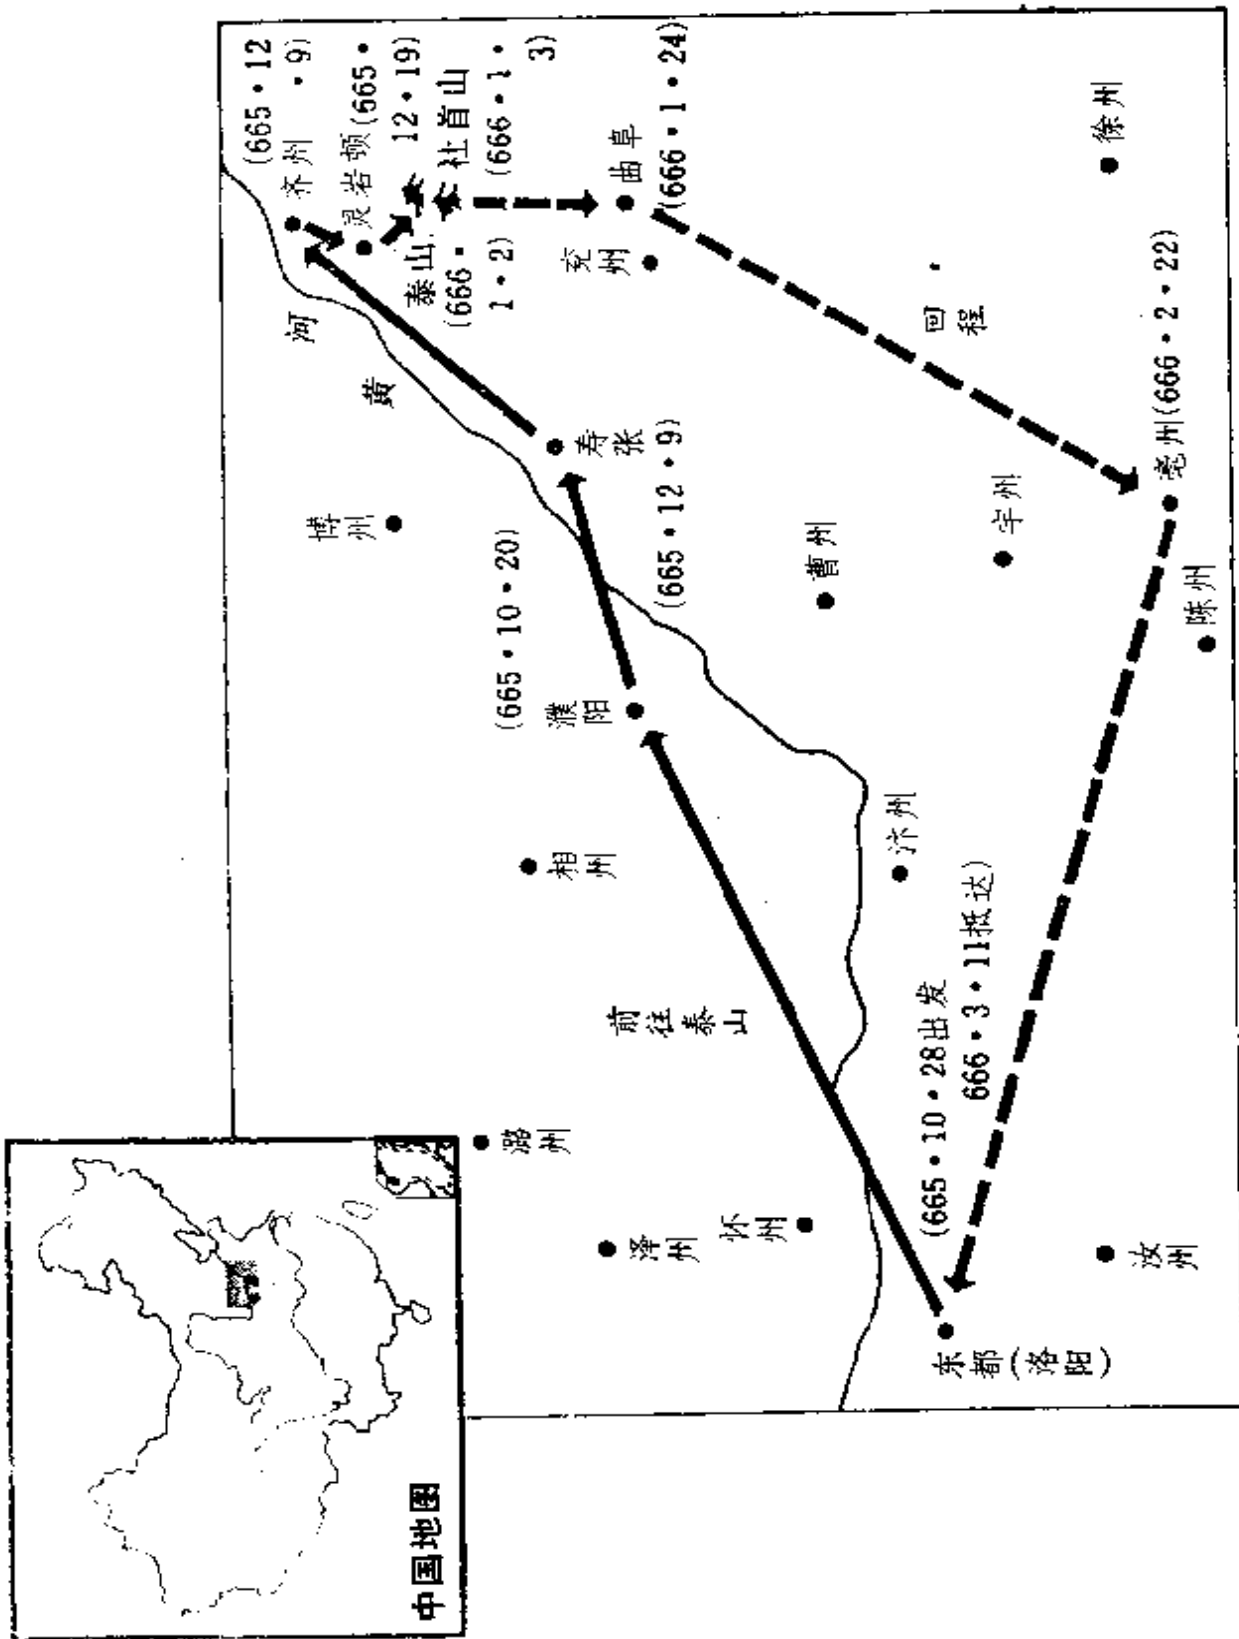 (665·12
·9)
齐州
灵岩顿(665·
12·19)
泰山
(666·
1·2)
社首山
(666·1·
3)
曲阜
(666·1·24)
兖
州
徐州
河
黄
寿
张
(665·12·9)
博
州
(665·10·20)
濮
阳
曹州
回
程
亳州(666·2·22)
陈州
相
州
汴州
前
往
泰
山
(665·10·28出发
666·3·11抵达)
潞
州
泽
州
怀
州
汝
州
东都(洛阳)
中国地图